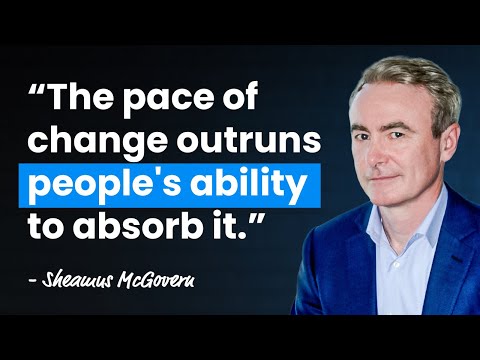 “The pace of
change outruns
people's ability
to absorb it.”
- Sheamus McGovern